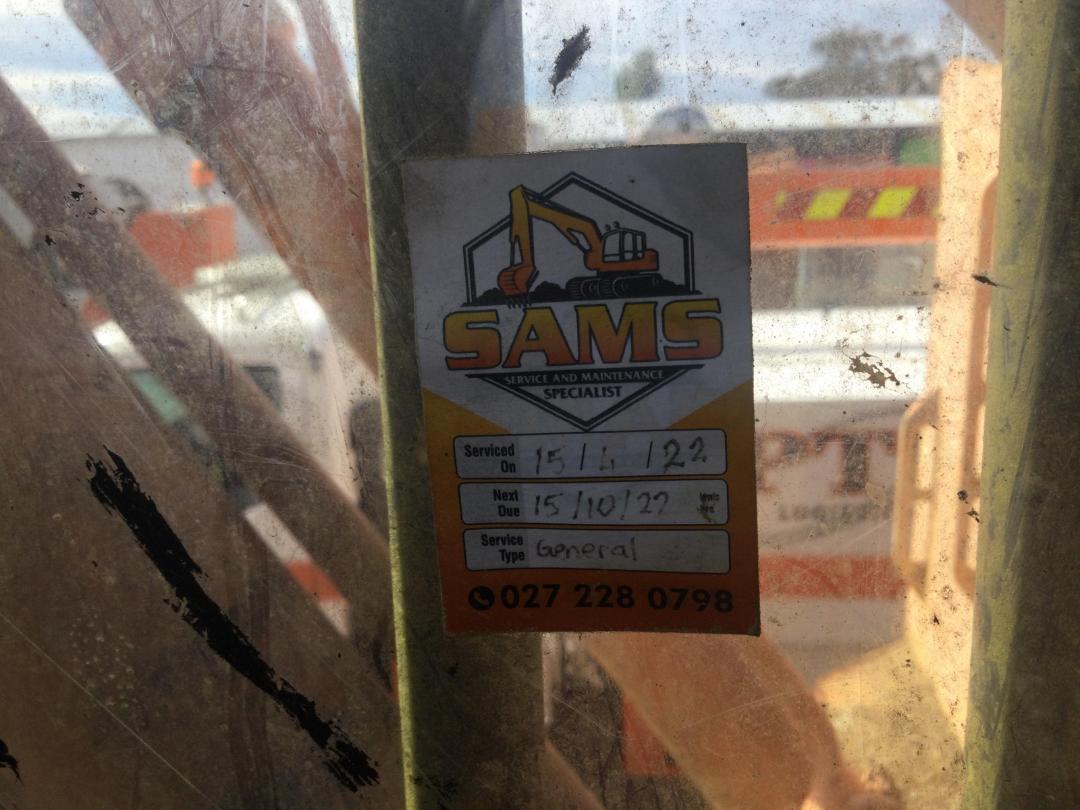 SAMS
SERVICE AND MAINTENANCE
SPECIALIST
Serviced On 15/4/22
Next Due 15/10/22
Service Type General
027 228 0798
PT